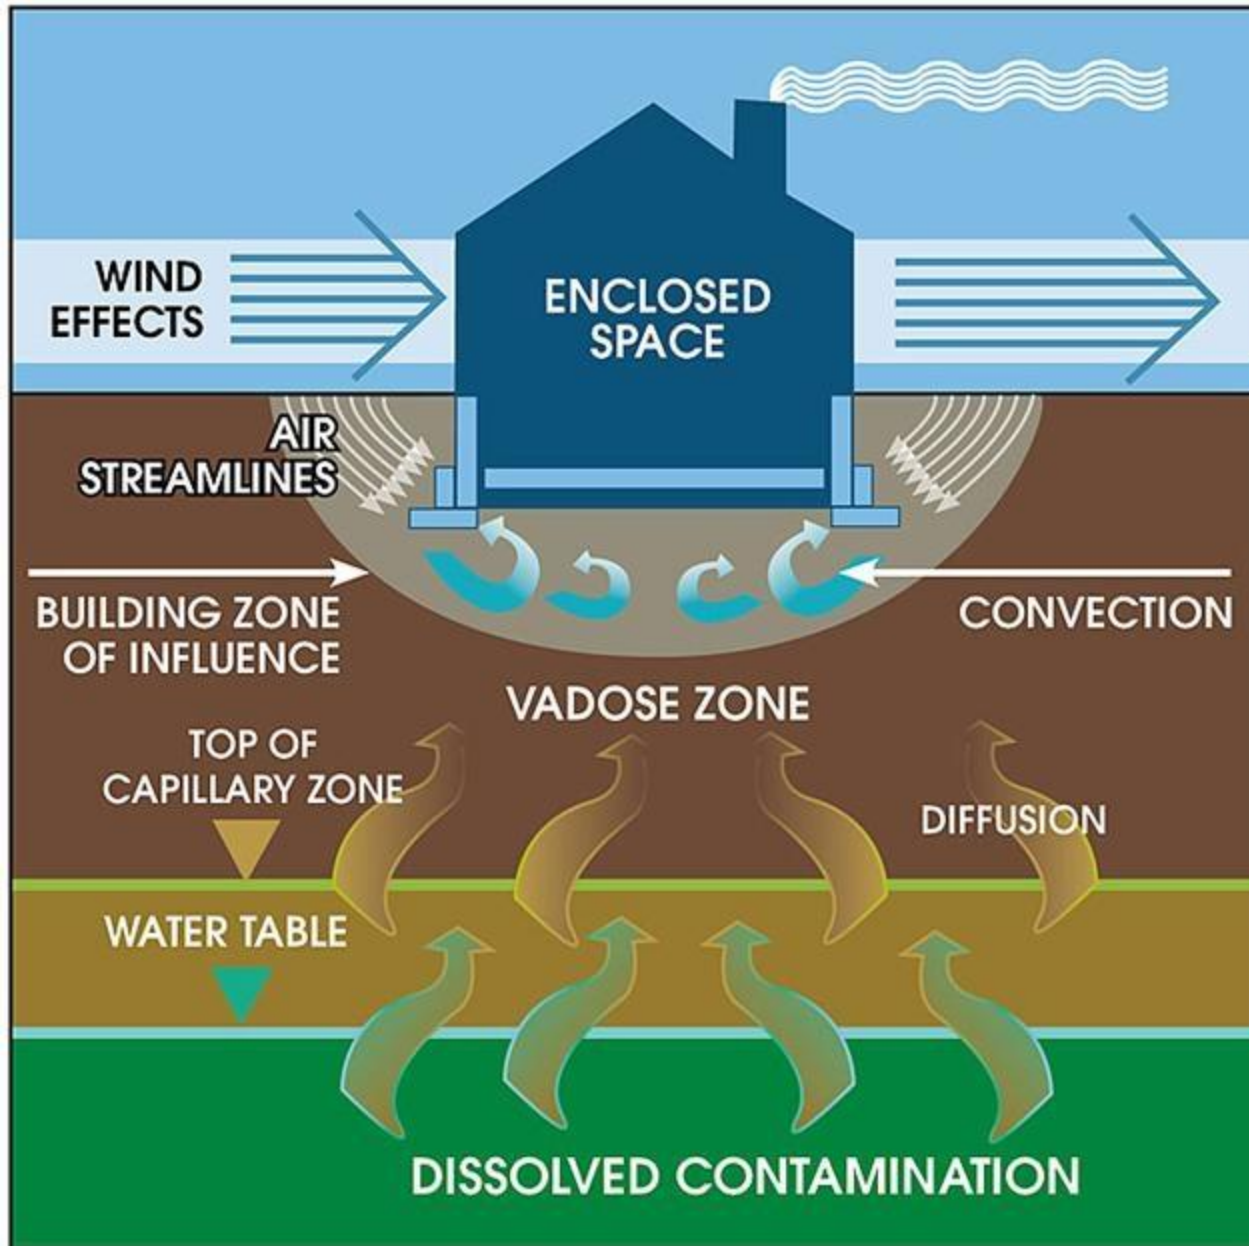 WIND
EFFECTS
ENCLOSED
SPACE
AIR
STREAMLINES
BUILDING ZONE
OF INFLUENCE
CONVECTION
VADOSE ZONE
TOP OF
CAPILLARY ZONE
DIFFUSION
WATER TABLE
DISSOLVED CONTAMINATION